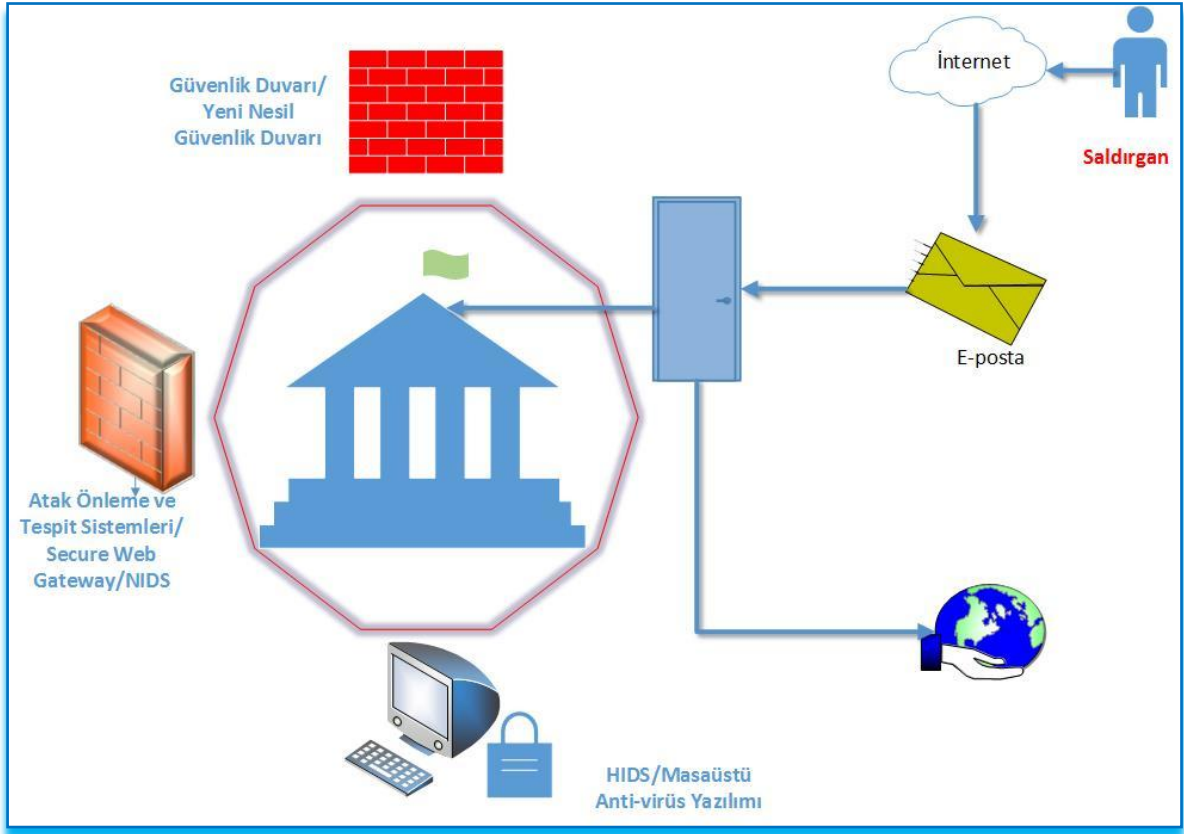 Güvenlik Duvarı/
Yeni Nesil
Güvenlik Duvarı
İnternet
Saldırgan
E-posta
Atak Önleme ve
Tespit Sistemleri/
Secure Web
Gateway/NIDS
HIDS/Masaüstü
Anti-virüs Yazılımı